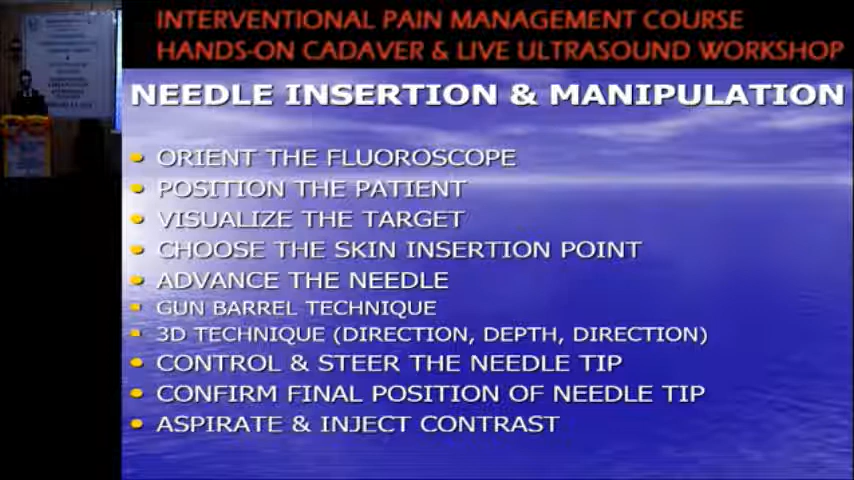 INTERVENTIONAL PAIN MANAGEMENT COURSE
HANDS-ON CADAVER & LIVE ULTRASOUND WORKSHOP
NEEDLE INSERTION & MANIPULATION
ORIENT THE FLUOROSCOPE
POSITION THE PATIENT
VISUALIZE THE TARGET
CHOOSE THE SKIN INSERTION POINT
ADVANCE THE NEEDLE
GUN BARREL TECHNIQUE
3D TECHNIQUE (DIRECTION, DEPTH, DIRECTION)
CONTROL & STEER THE NEEDLE TIP
CONFIRM FINAL POSITION OF NEEDLE TIP
ASPIRATE & INJECT CONTRAST